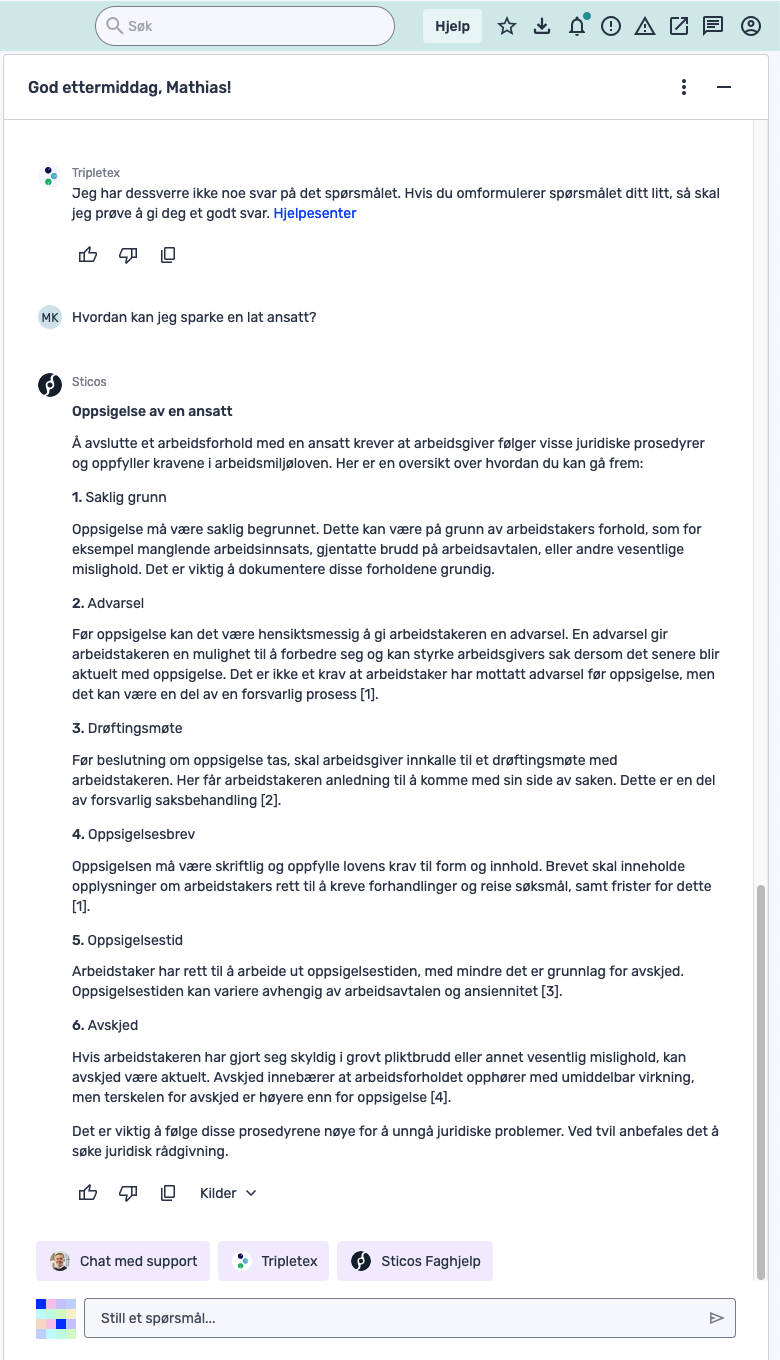 Søk
Hjelp
God ettermiddag, Mathias!
Tripletex
Jeg har dessverre ikke noe svar på det spørsmålet. Hvis du omformulerer spørsmålet ditt litt, så skal
jeg prøve å gi deg et godt svar. Hjelpesenter
MK
Hvordan kan jeg sparke en lat ansatt?
Sticos
Oppsigelse av en ansatt
Å avslutte et arbeidsforhold med en ansatt krever at arbeidsgiver følger visse juridiske prosedyrer
og oppfyller kravene i arbeidsmiljøloven. Her er en oversikt over hvordan du kan gå frem:
1. Saklig grunn
Oppsigelse må være saklig begrunnet. Dette kan være på grunn av arbeidstakers forhold, som for
eksempel manglende arbeidsinnsats, gjentatte brudd på arbeidsavtalen, eller andre vesentlige
mislighold. Det er viktig å dokumentere disse forholdene grundig.
2. Advarsel
Før oppsigelse kan det være hensiktsmessig å gi arbeidstakeren en advarsel. En advarsel gir
arbeidstakeren en mulighet til å forbedre seg og kan styrke arbeidsgivers sak dersom det senere blir
aktuelt med oppsigelse. Det er ikke et krav at arbeidstaker har mottatt advarsel før oppsigelse, men
det kan være en del av en forsvarlig prosess [1].
3. Drøftingsmøte
Før beslutning om oppsigelse tas, skal arbeidsgiver innkalle til et drøftingsmøte med
arbeidstakeren. Her får arbeidstakeren anledning til å komme med sin side av saken. Dette er en del
av forsvarlig saksbehandling [2].
4. Oppsigelsesbrev
Oppsigelsen må være skriftlig og oppfylle lovens krav til form og innhold. Brevet skal inneholde
opplysninger om arbeidstakers rett til å kreve forhandlinger og reise søksmål, samt frister for dette
[1].
5. Oppsigelsestid
Arbeidstaker har rett til å arbeide ut oppsigelsestiden, med mindre det er grunnlag for avskjed.
Oppsigelsestiden kan variere avhengig av arbeidsavtalen og ansiennitet [3].
6. Avskjed
Hvis arbeidstakeren har gjort seg skyldig i grovt pliktbrudd eller annet vesentlig mislighold, kan
avskjed være aktuelt. Avskjed innebærer at arbeidsforholdet opphører med umiddelbar virkning,
men terskelen for avskjed er høyere enn for oppsigelse [4].
Det er viktig å følge disse prosedyrene nøye for å unngå juridiske problemer. Ved tvil anbefales det å
søke juridisk rådgivning.
Kilder
Chat med support
Tripletex
Sticos Faghjelp
Still et spørsmål...